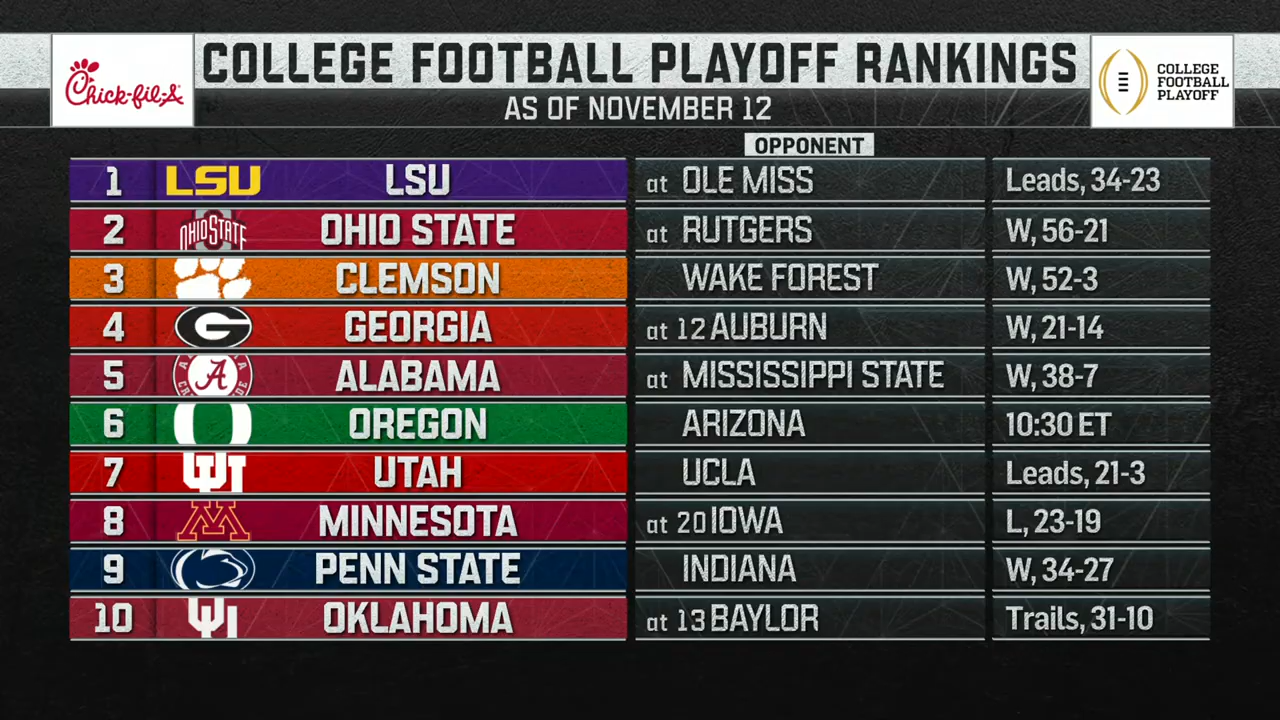 Chick-fil-A
COLLEGE FOOTBALL PLAYOFF RANKINGS
COLLEGE
FOOTBALL
PLAYOFF
AS OF NOVEMBER 12
OPPONENT
1 LSU LSU at OLE MISS Leads, 34-23
2 OHIO STATE OHIO STATE at RUTGERS W, 56-21
3 CLEMSON WAKE FOREST W, 52-3
4 G GEORGIA at 12 AUBURN W, 21-14
5 A ALABAMA at MISSISSIPPI STATE W, 38-7
6 O OREGON ARIZONA 10:30 ET
7 UTAH UCLA Leads, 21-3
8 M MINNESOTA at 20 IOWA L, 23-19
9 PENN STATE INDIANA W, 34-27
10 OKLAHOMA at 13 BAYLOR Trails, 31-10